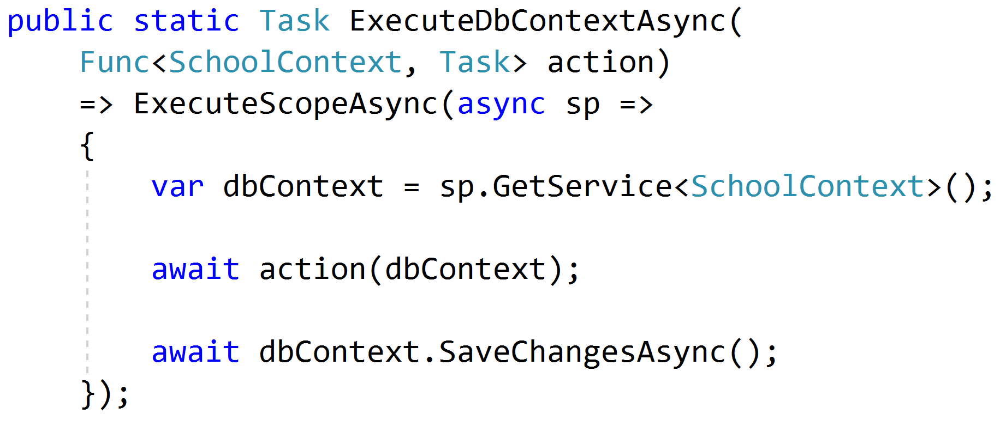 public static Task ExecuteDbContextAsync(
    Func<SchoolContext, Task> action)
    => ExecuteScopeAsync(async sp =>
    {
        var dbContext = sp.GetService<SchoolContext>();

        await action(dbContext);

        await dbContext.SaveChangesAsync();
    });